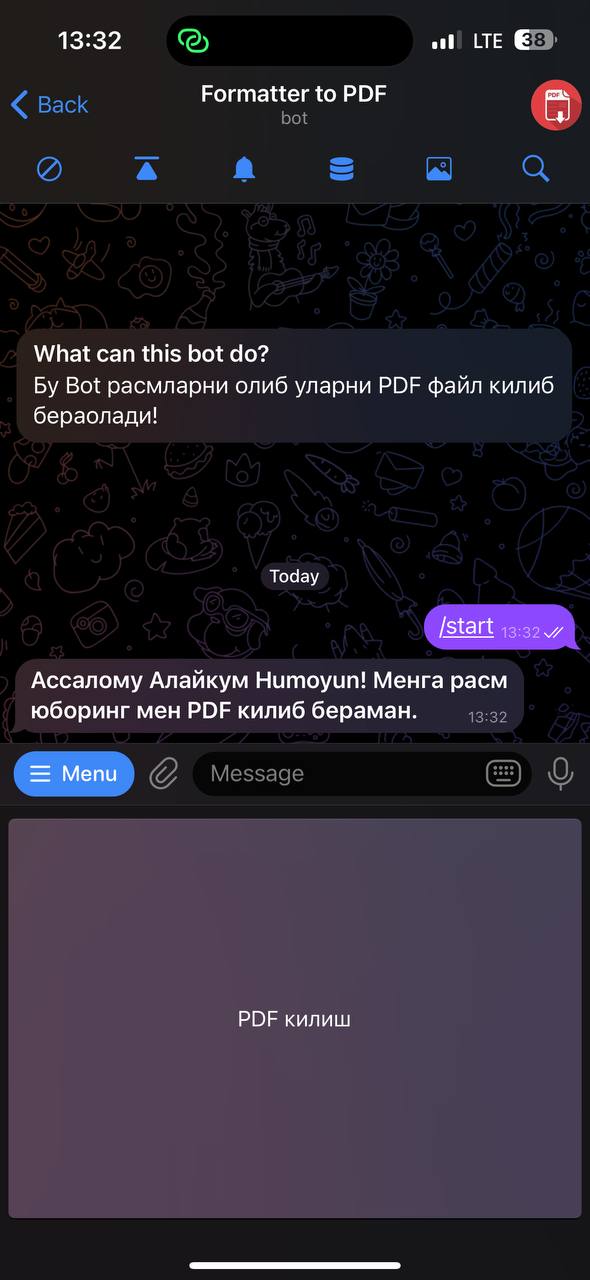 13:32
LTE
38
Back
Formatter to PDF
bot
PDF
What can this bot do?
Бу Bot расмларни олиб уларни PDF файл килиб
бераолади!
Today
/start 13:32
Ассалому Алайкум Humoyun! Менга расм
юборинг мен PDF килиб бераман.
13:32
Menu
Message
PDF килиш